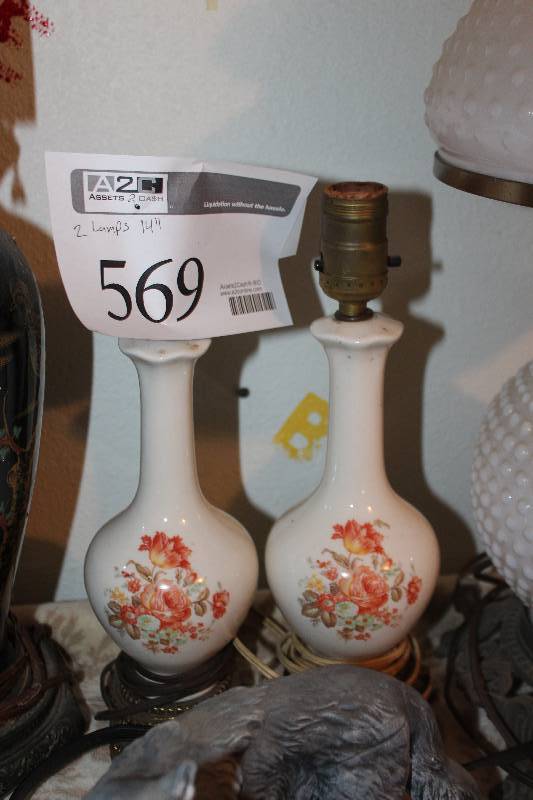 A2C
ASSETS 2 CASH
Liquidation without the hassle.
2 Lamps 14"
569
B